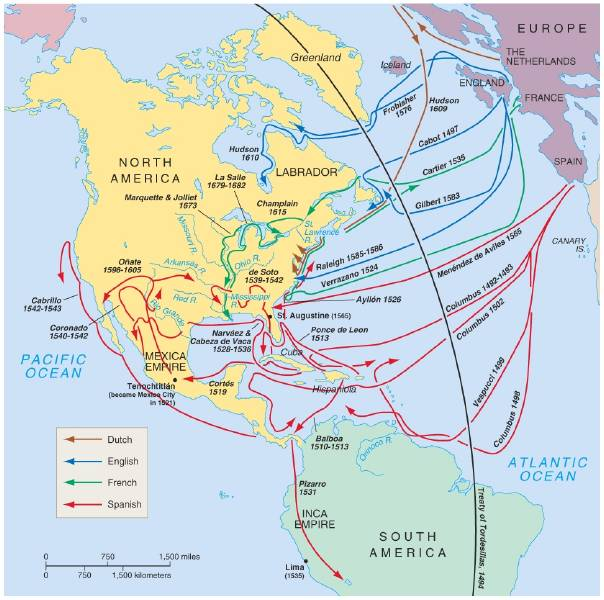 EUROPE
Greenland
Iceland
THE
NETHERLANDS
ENGLAND
FRANCE
Frobisher
1576
Hudson
1609
Cabot 1497
Hudson
1610
NORTH
AMERICA
LABRADOR
Cartier 1535
SPAIN
La Salle
1679-1682
Marquette & Jolliet
1673
Champlain
1615
Gilbert 1583
St.
Lawrence
R.
Missouri R.
CANARY
IS.
Raleigh 1585-1586
Verrazano 1524
Menéndez de Aviles 1565
Oñate
1596-1605
Arkansas R.
Ohio R.
de Soto
1539-1542
Columbus 1492-1493
Cabrillo
1542-1543
Red R.
Mississippi
R.
Ayllón 1526
Rio Grande
St. Augustine (1565)
Columbus 1502
Coronado
1540-1542
Narváez &
Cabeza de Vaca
1528-1536
Ponce de Leon
1513
PACIFIC
OCEAN
MEXICA
EMPIRE
Cuba
Vespucci 1499
Tenochtitlán
(became Mexico City
in 1521)
Cortés
1519
Hispaniola
Columbus 1498
Balboa
1510-1513
Orinoco R.
ATLANTIC
OCEAN
Dutch
English
French
Spanish
Pizarro
1531
INCA
EMPIRE
SOUTH
AMERICA
Treaty of Tordesillas, 1494
Lima
(1535)
0 750 1,500 miles
0 750 1,500 kilometers